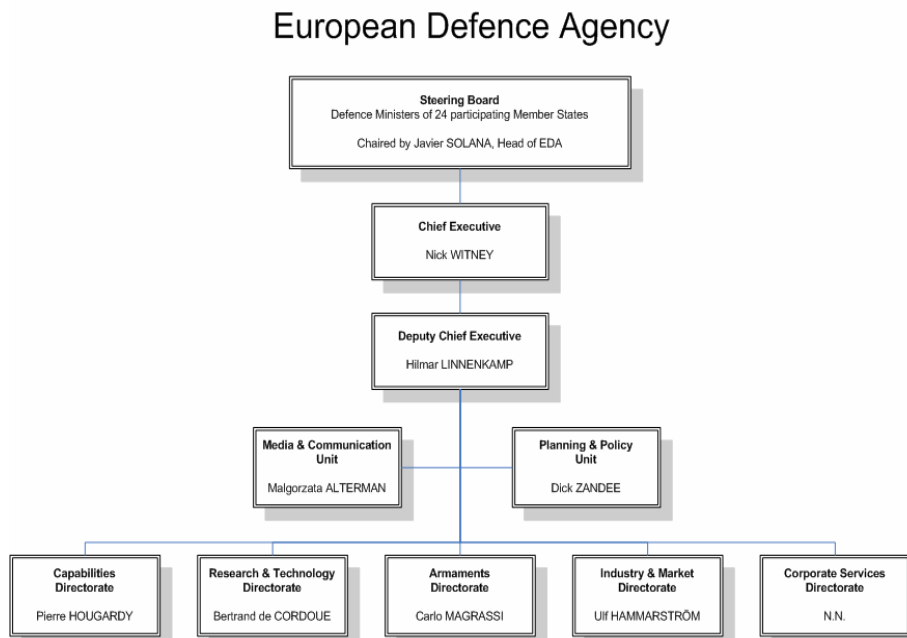 European Defence Agency
Steering Board
Defence Ministers of 24 participating Member States
Chaired by Javier SOLANA, Head of EDA
Chief Executive
Nick WITNEY
Deputy Chief Executive
Hilmar LINNENKAMP
Media & Communication
Unit
Malgorzata ALTERMAN
Planning & Policy
Unit
Dick ZANDEE
Capabilities
Directorate
Pierre HOUGARDY
Research & Technology
Directorate
Bertrand de CORDOUE
Armaments
Directorate
Carlo MAGRASSI
Industry & Market
Directorate
Ulf HAMMARSTRÖM
Corporate Services
Directorate
N.N.